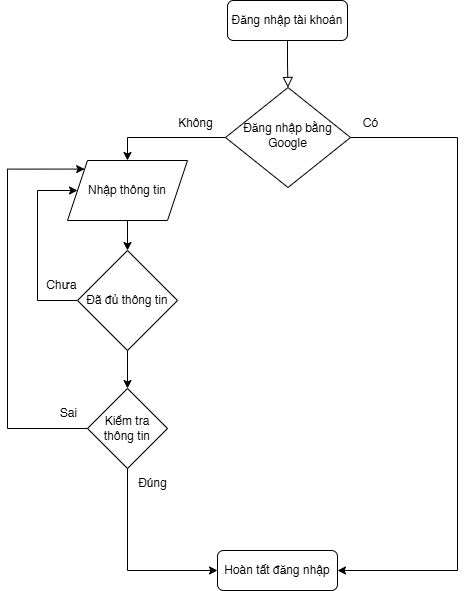 Đăng nhập tài khoản
Đăng nhập bằng
Google
Không
Có
Nhập thông tin
Chưa
Đã đủ thông tin
Sai
Kiểm tra
thông tin
Đúng
Hoàn tất đăng nhập